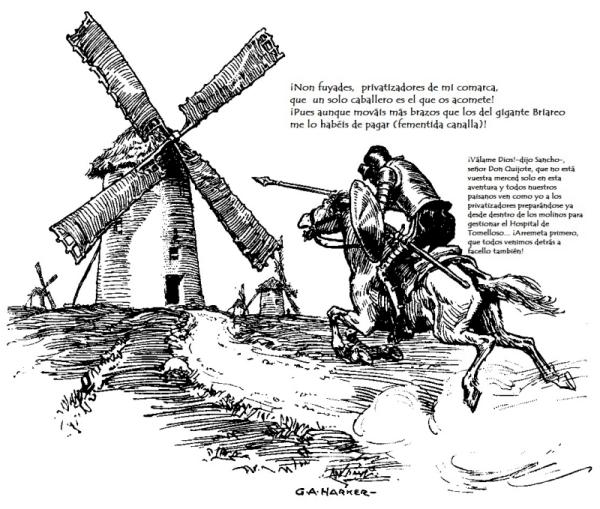 ¡Non fuyades, privatizadores de mi comarca,
que un solo caballero es el que os acomete!
¡Pues aunque mováis más brazos que los del gigante Briareo
me lo habéis de pagar (fementida canalla)!
¡Válame Dios!-dijo Sancho-,
señor Don Quijote, que no está
vuestra merced solo en esta
aventura y todos nuestros
paisanos ven como yo a los
privatizadores preparándose ya
desde desntro de los molinos para
gestionar el Hospital de
Tomelloso... ¡Arremeta primero,
que todos venimos detrás a
facello también!
G.A.HARKER-